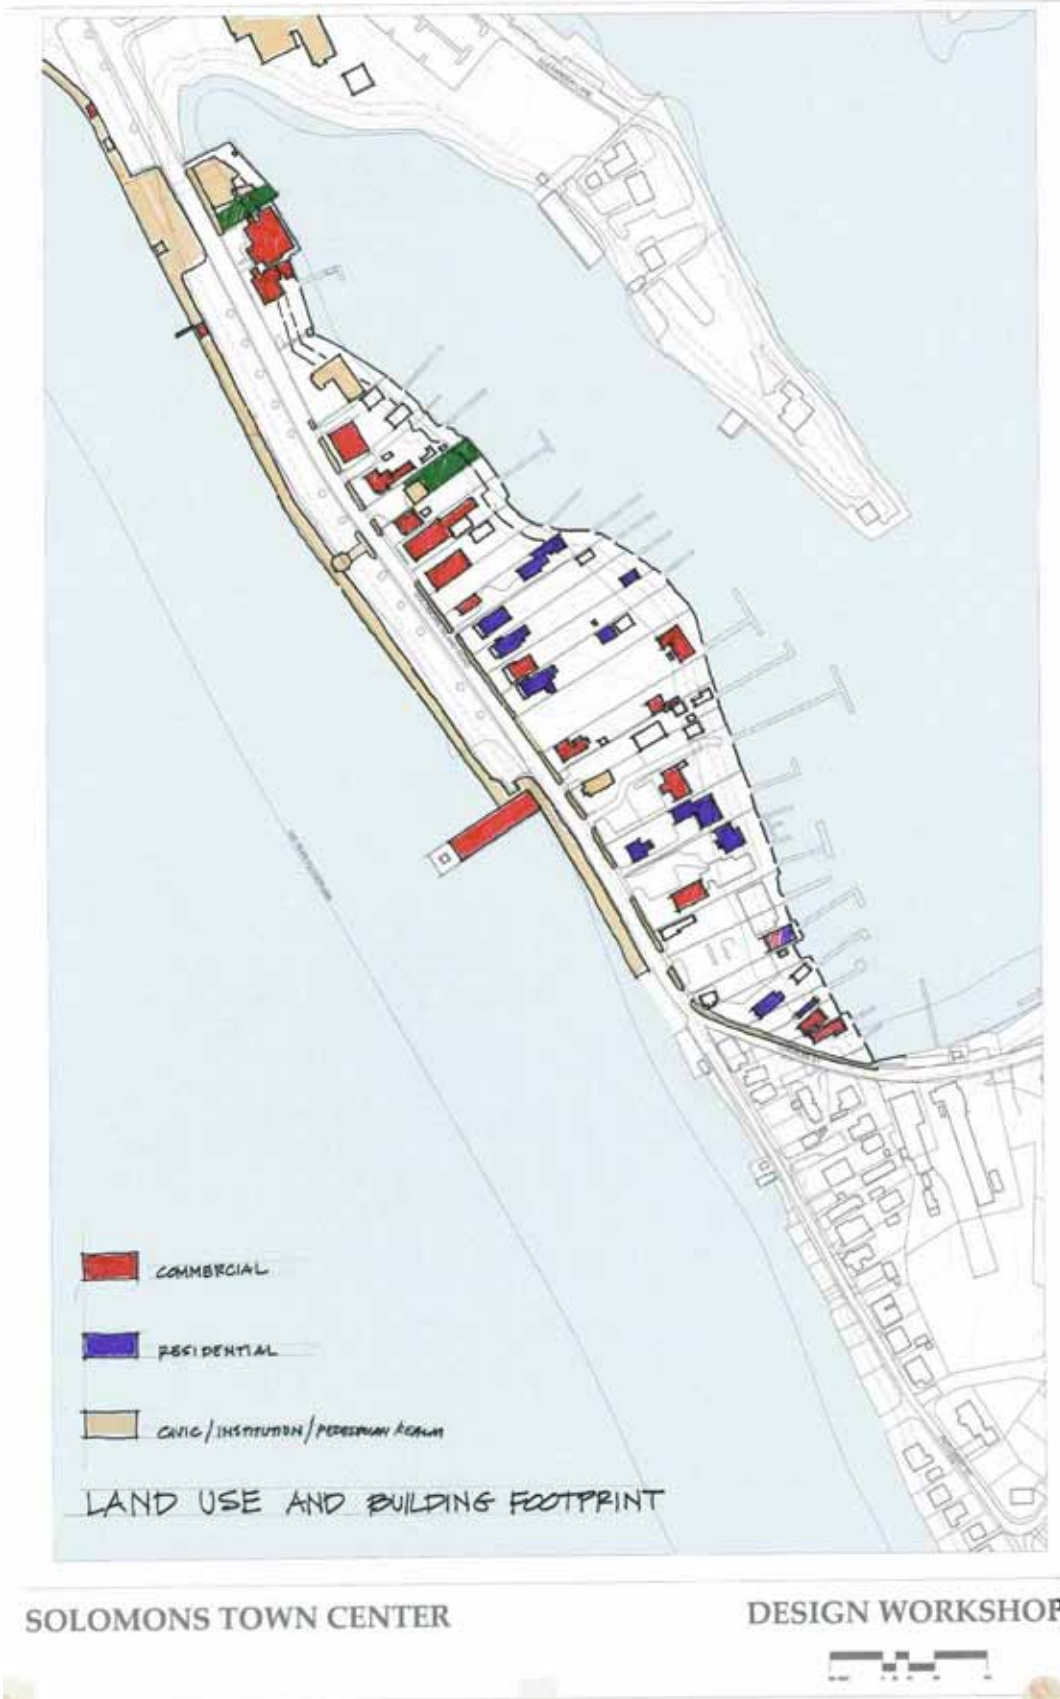 COMMERCIAL
RESIDENTIAL
CIVIC/INSTITUTION/PEDESTRIAN REALM
LAND USE AND BUILDING FOOTPRINT
SOLOMONS TOWN CENTER
DESIGN WORKSHOP